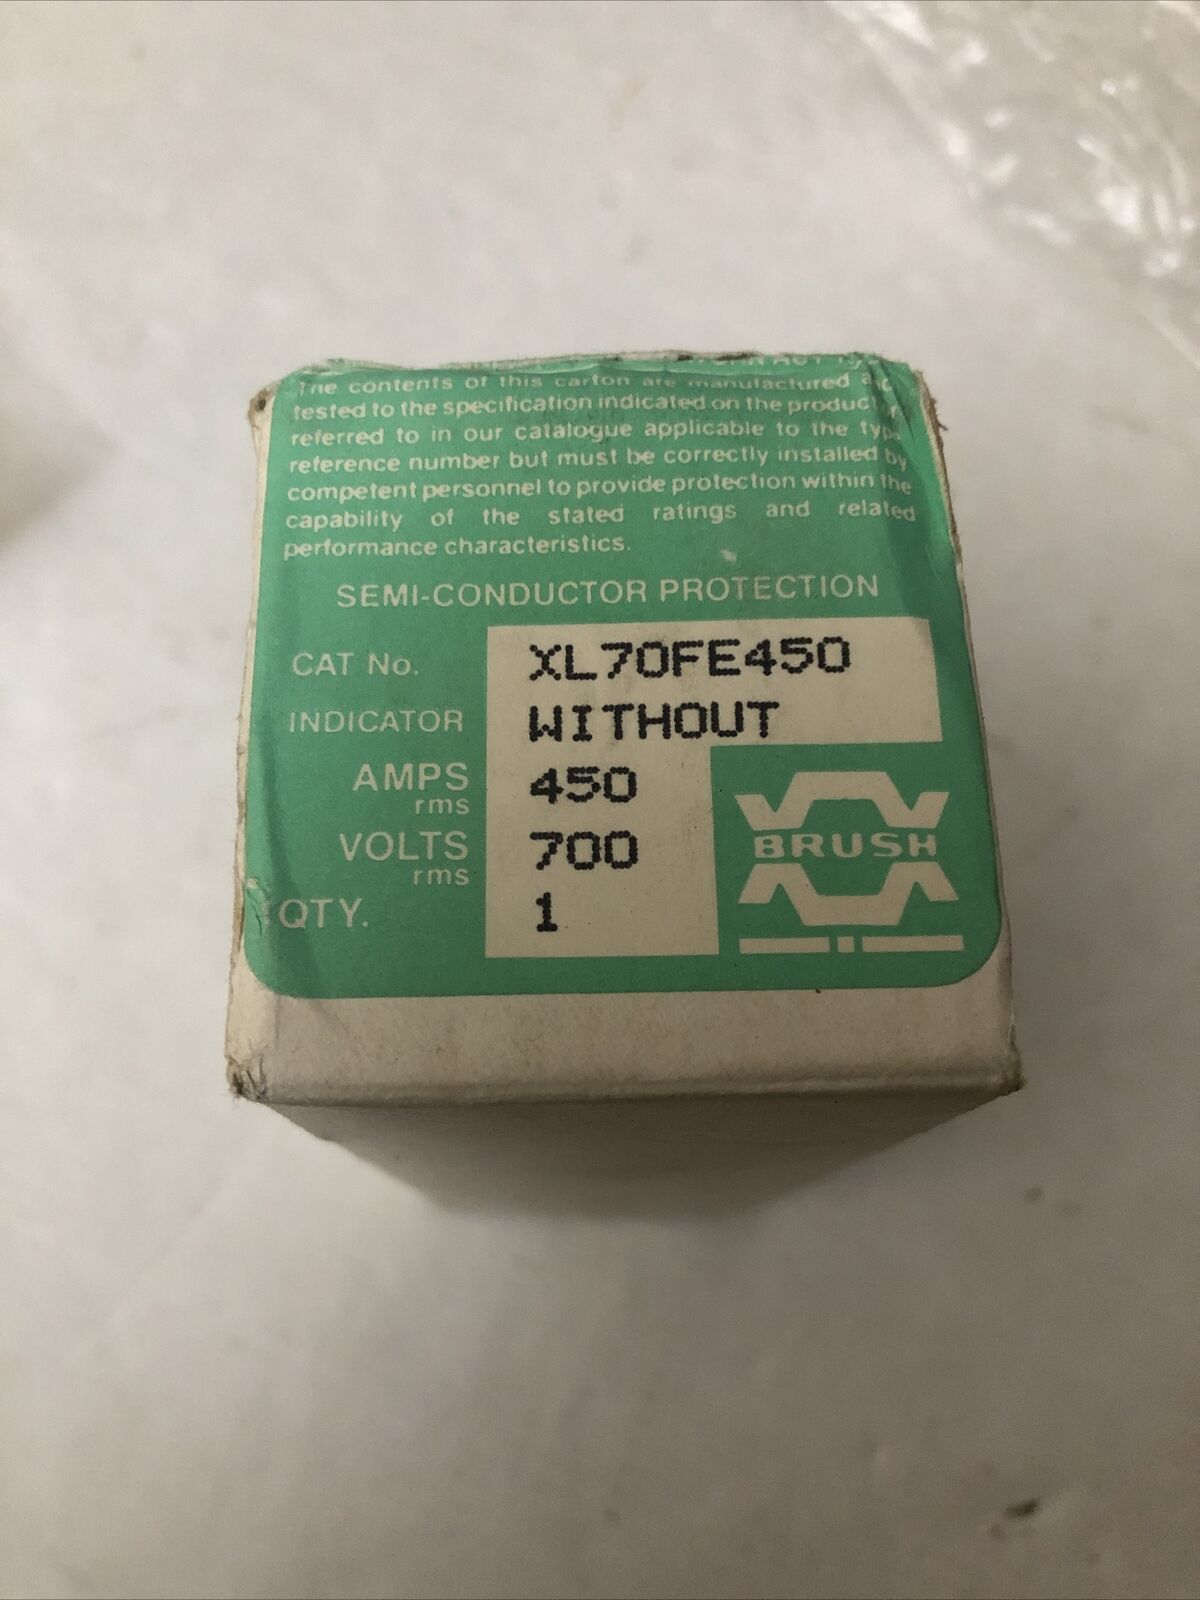 The contents of this carton are manufactured
tested to the specification indicated on the product
referred to in our catalogue applicable to the type
reference number but must be correctly installed by
competent personnel to provide protection within the
capability of the stated ratings and related
performance characteristics.
SEMI-CONDUCTOR PROTECTION
CAT No. XL70FE450
INDICATOR WITHOUT
AMPS rms 450
VOLTS rms 700
QTY. 1
BRUSH